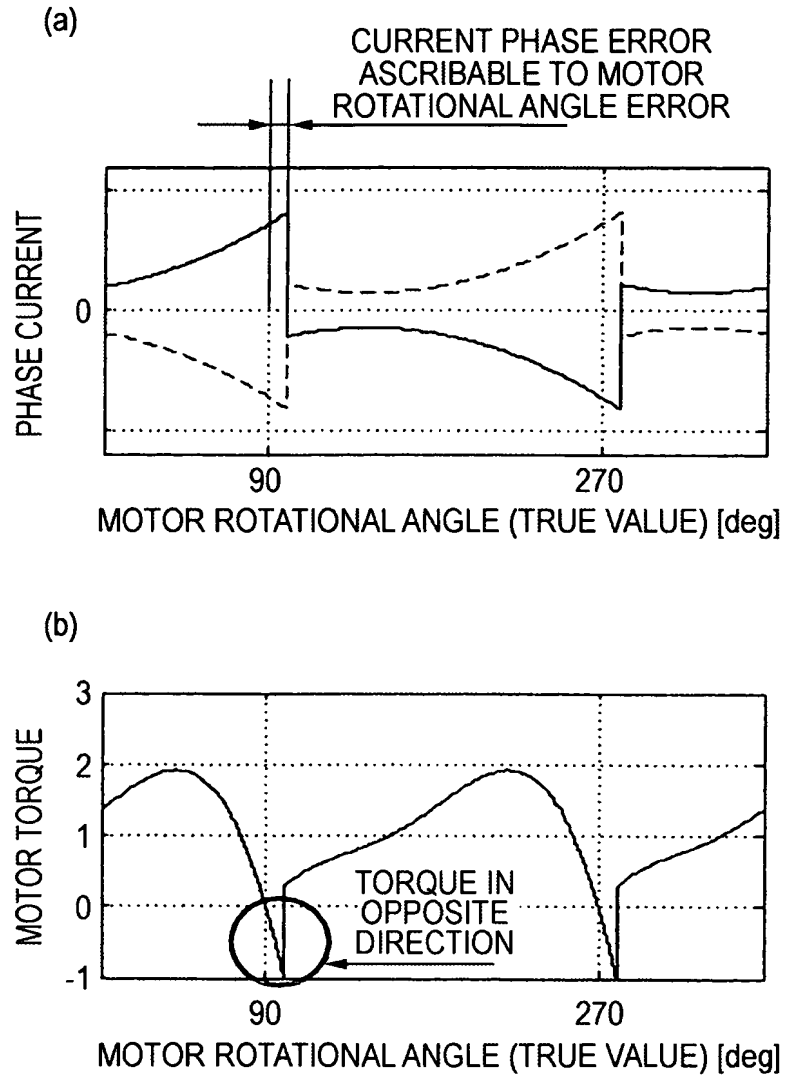 (a)
CURRENT PHASE ERROR
ASCRIBABLE TO MOTOR
ROTATIONAL ANGLE ERROR
PHASE CURRENT
0
90
270
MOTOR ROTATIONAL ANGLE (TRUE VALUE) [deg]
(b)
MOTOR TORQUE
3
2
1
0
-1
TORQUE IN
OPPOSITE
DIRECTION
90
270
MOTOR ROTATIONAL ANGLE (TRUE VALUE) [deg]